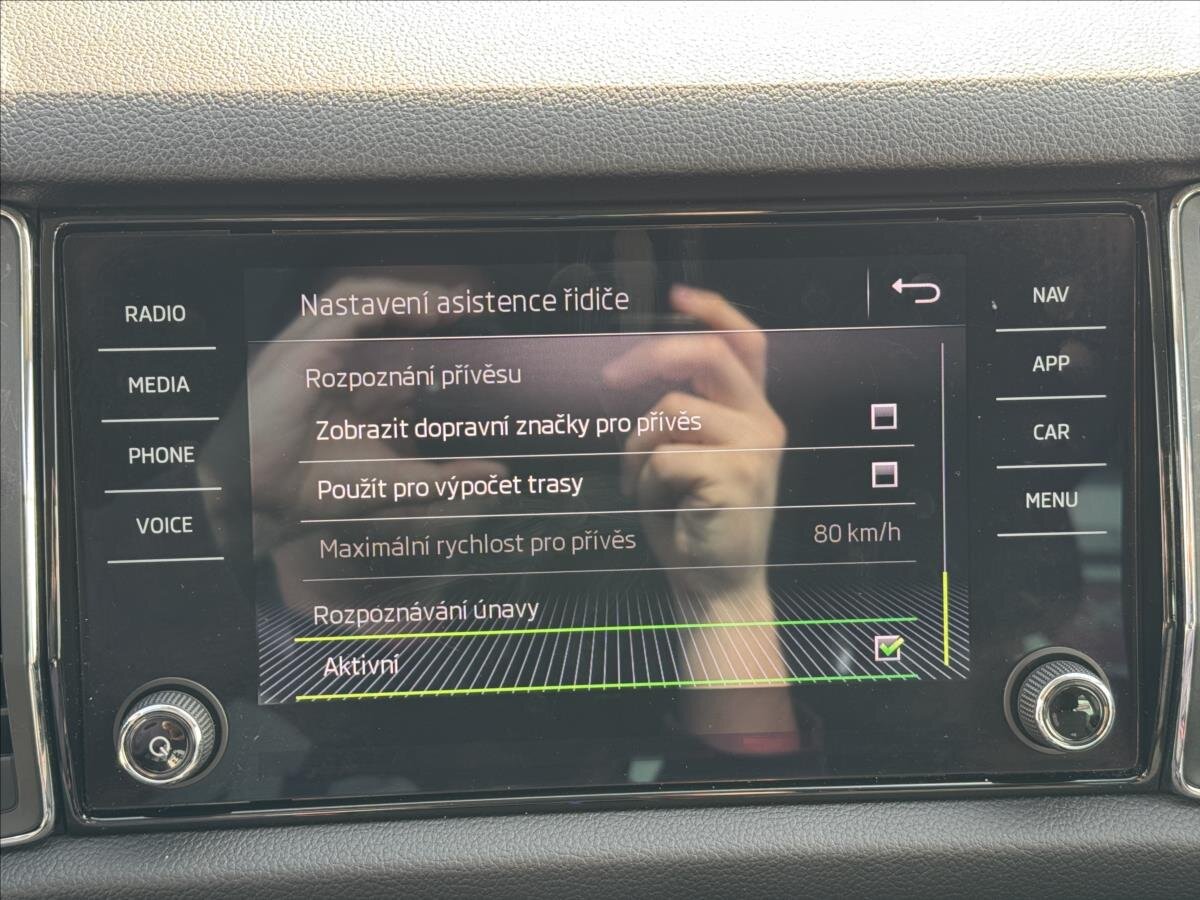 RADIO
MEDIA
PHONE
VOICE
Nastavení asistence řidiče
Rozpoznání přívěsu
Zobrazit dopravní značky pro přívěs
Použít pro výpočet trasy
Maximální rychlost pro přívěs 80 km/h
Rozpoznávání únavy
Aktivní
NAV
APP
CAR
MENU